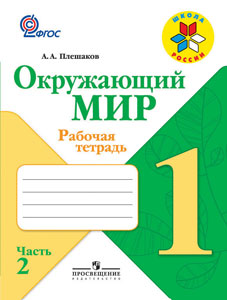 ФГОС
ШКОЛА
РОССИИ
А. А. Плешаков
Окружающий
МИР
Рабочая
тетрадь
1
Часть
2
ПРОСВЕЩЕНИЕ
ИЗДАТЕЛЬСТВО